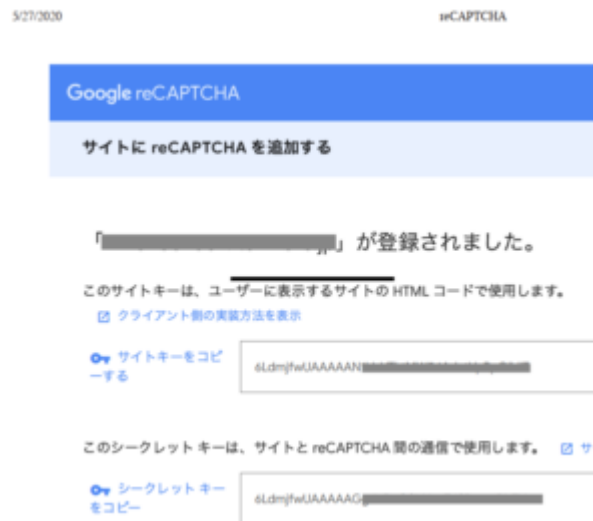 5/27/2020
reCAPTCHA
Google reCAPTCHA
サイトに reCAPTCHA を追加する
「 」が登録されました。
このサイトキーは、ユーザーに表示するサイトの HTML コードで使用します。
クライアント側の実装方法を表示
サイトキーをコピ
ーする
6LdmjfwUAAAAAN
このシークレット キーは、サイトと reCAPTCHA 間の通信で使用します。
サ
シークレット キー
をコピー
6LdmjfwUAAAAAG